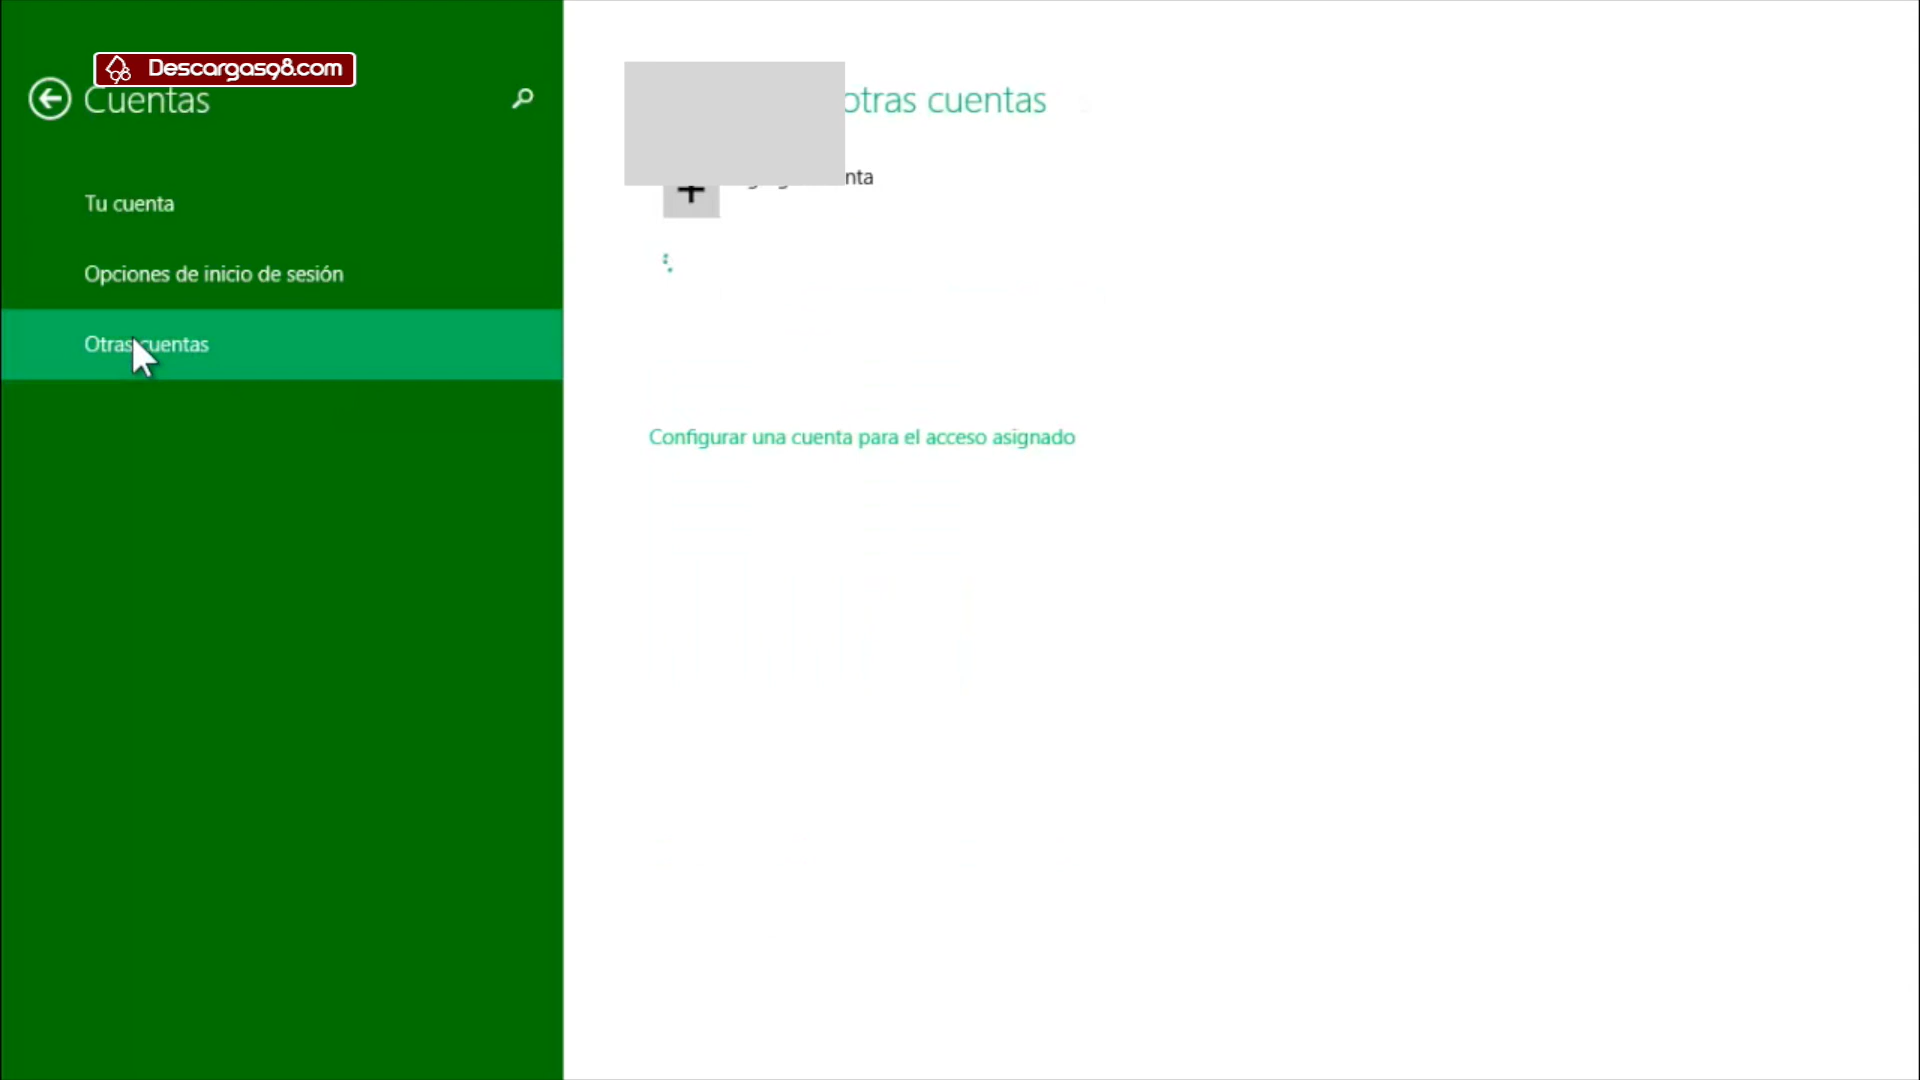 Descargas98.com
Cuentas
Tu cuenta
Opciones de inicio de sesión
Otras cuentas
otras cuentas
Configurar una cuenta para el acceso asignado